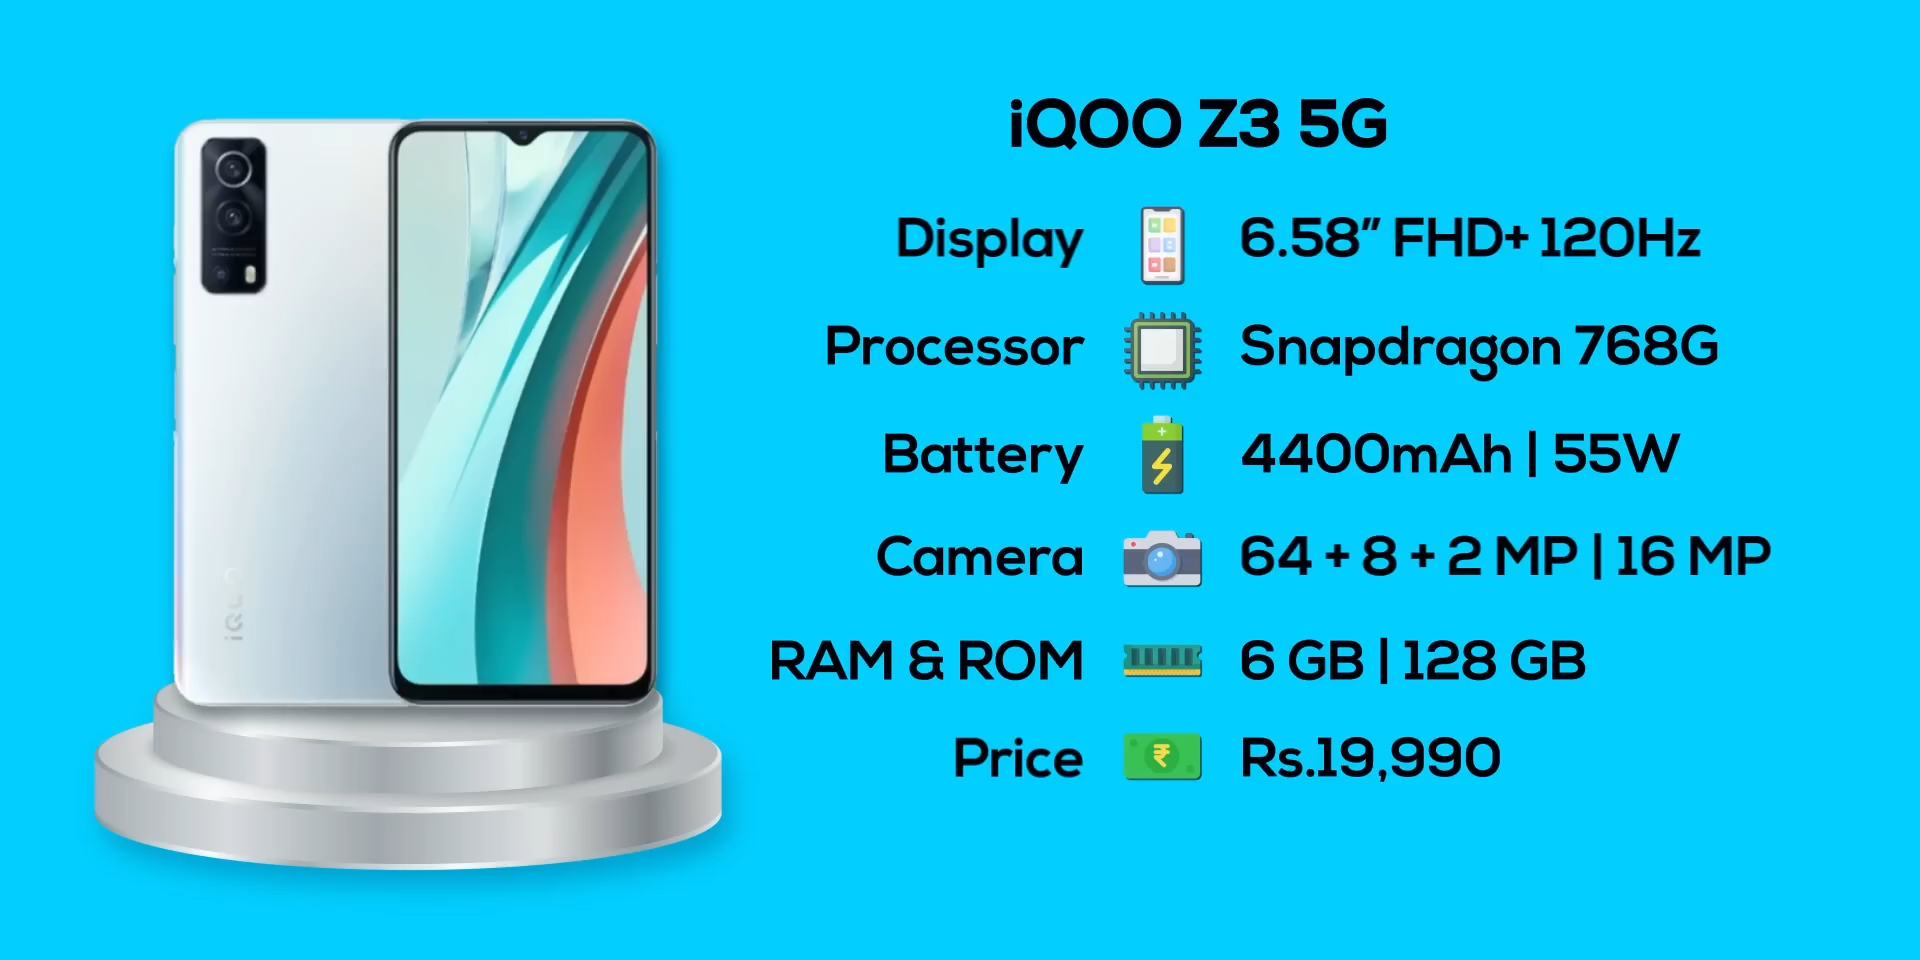 iQOO Z3 5G
Display 6.58” FHD+ 120Hz
Processor Snapdragon 768G
Battery 4400mAh | 55W
Camera 64 + 8 + 2 MP | 16 MP
RAM & ROM 6 GB | 128 GB
Price ₹ Rs.19,990
iQOO